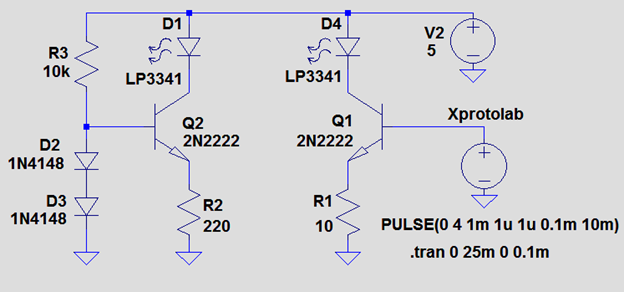 D1
D4
V2
5
R3
10k
LP3341
LP3341
Xprotolab
Q2
2N2222
Q1
2N2222
D2
1N4148
D3
1N4148
R2
220
R1
10
PULSE(0 4 1m 1u 1u 0.1m 10m)
.tran 0 25m 0 0.1m